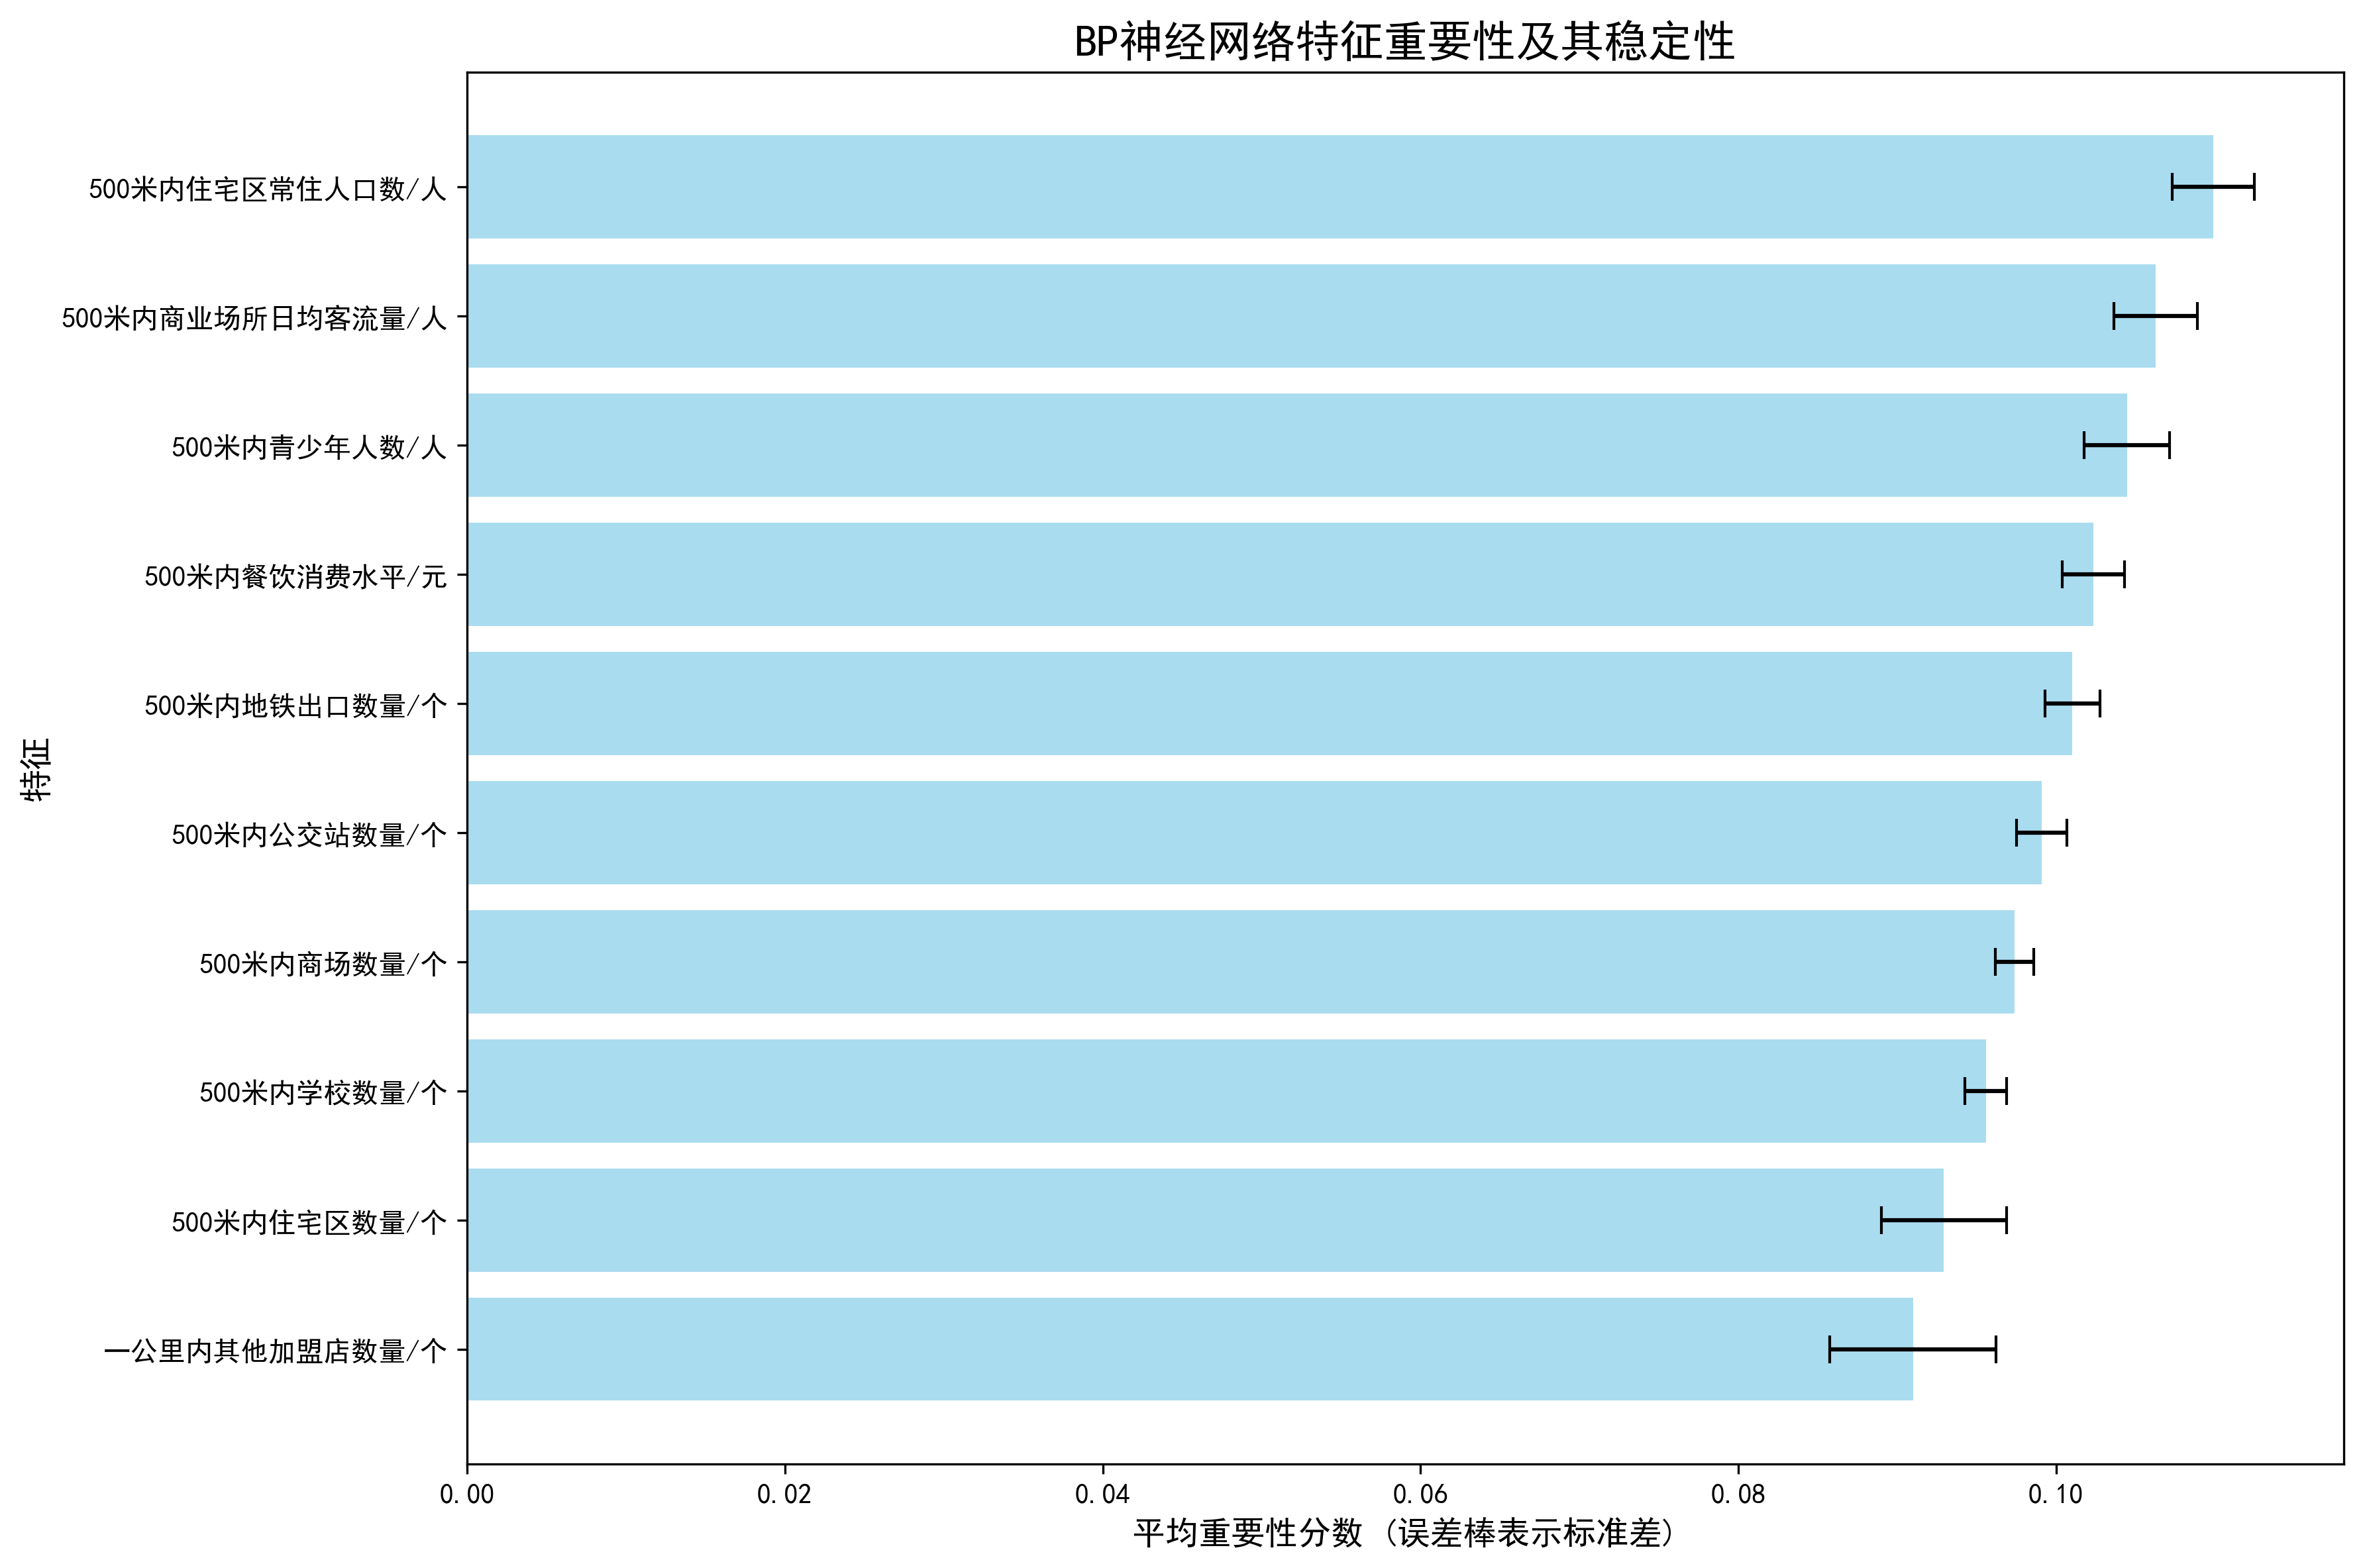 BP神经网络特征重要性及其稳定性
500米内住宅区常住人口数/人
500米内商业场所日均客流量/人
500米内青少年人数/人
500米内餐饮消费水平/元
500米内地铁出口数量/个
500米内公交站数量/个
500米内商场数量/个
500米内学校数量/个
500米内住宅区数量/个
一公里内其他加盟店数量/个
特征
0.00 0.02 0.04 0.06 0.08 0.10
平均重要性分数 (误差棒表示标准差)